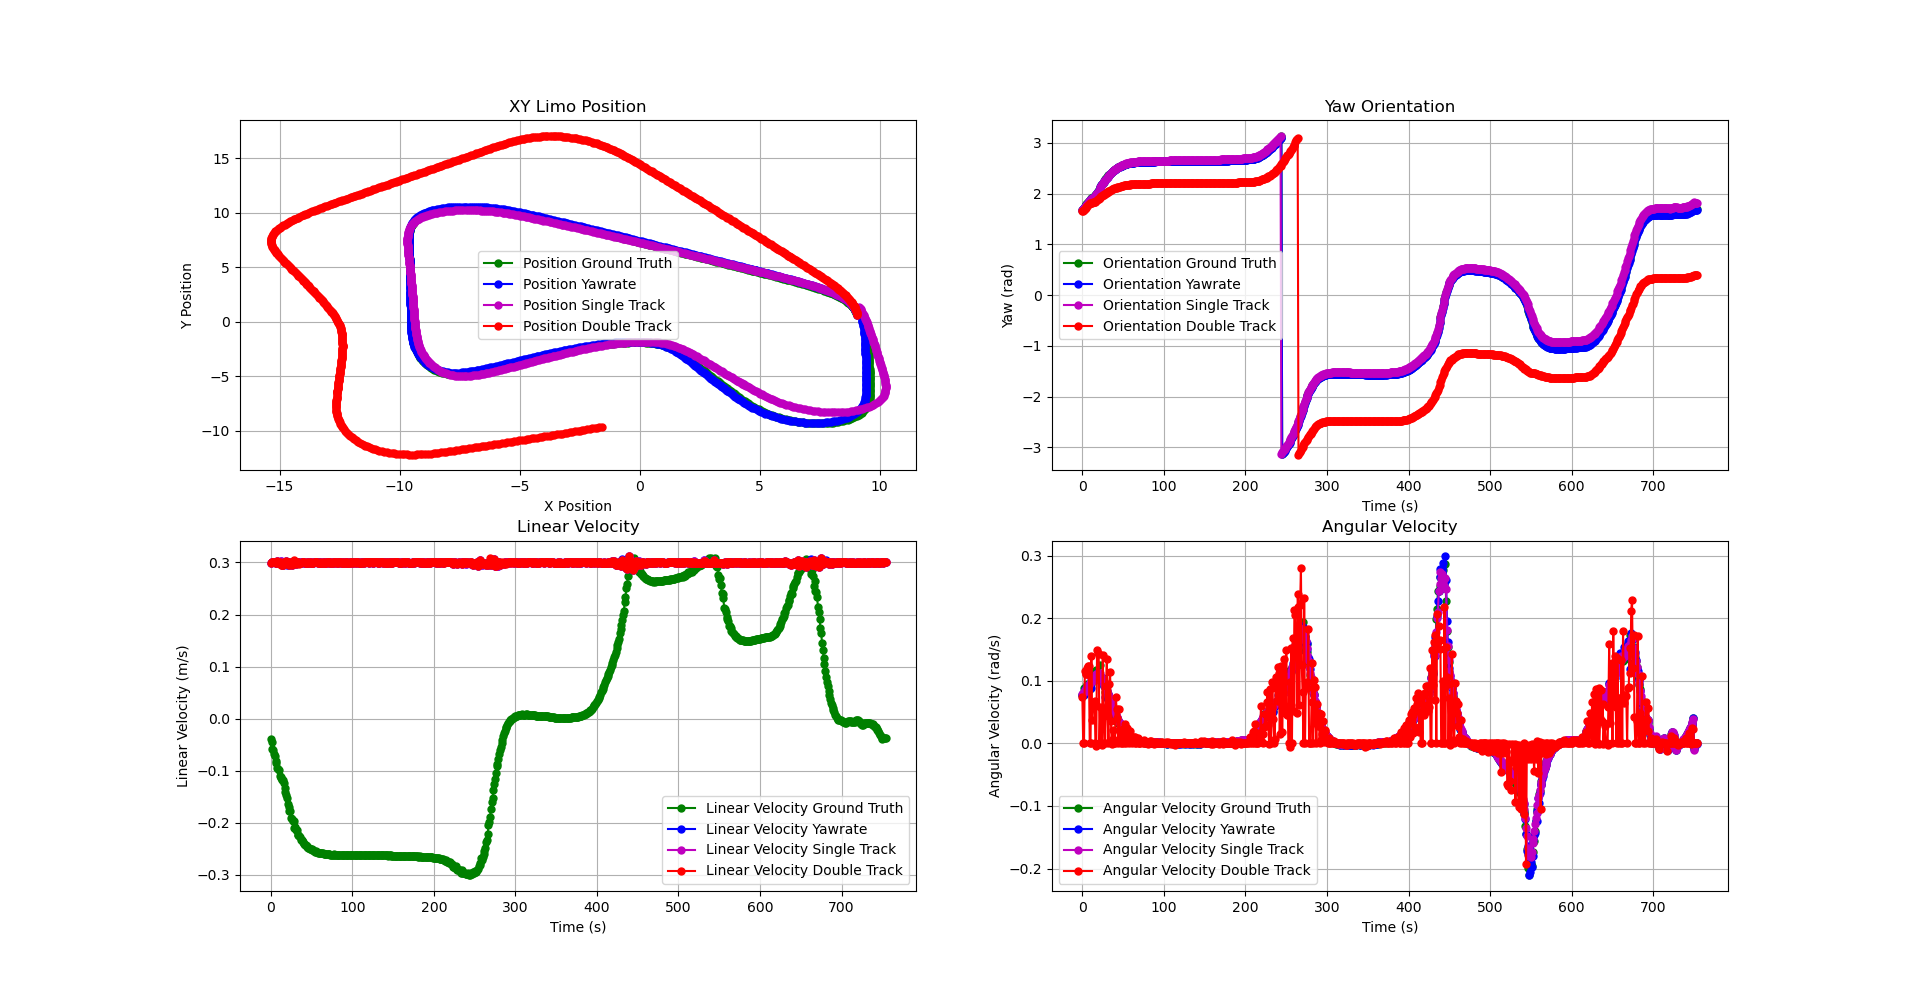 XY Limo Position
Y Position
15
10
5
0
−5
−10
Position Ground Truth
Position Yawrate
Position Single Track
Position Double Track
−15 −10 −5 0 5 10
X Position
Yaw Orientation
Yaw (rad)
3
2
1
0
−1
−2
−3
Orientation Ground Truth
Orientation Yawrate
Orientation Single Track
Orientation Double Track
0 100 200 300 400 500 600 700
Time (s)
Linear Velocity
Linear Velocity (m/s)
0.3
0.2
0.1
0.0
−0.1
−0.2
−0.3
Linear Velocity Ground Truth
Linear Velocity Yawrate
Linear Velocity Single Track
Linear Velocity Double Track
0 100 200 300 400 500 600 700
Time (s)
Angular Velocity
Angular Velocity (rad/s)
0.3
0.2
0.1
0.0
−0.1
−0.2
Angular Velocity Ground Truth
Angular Velocity Yawrate
Angular Velocity Single Track
Angular Velocity Double Track
0 100 200 300 400 500 600 700
Time (s)